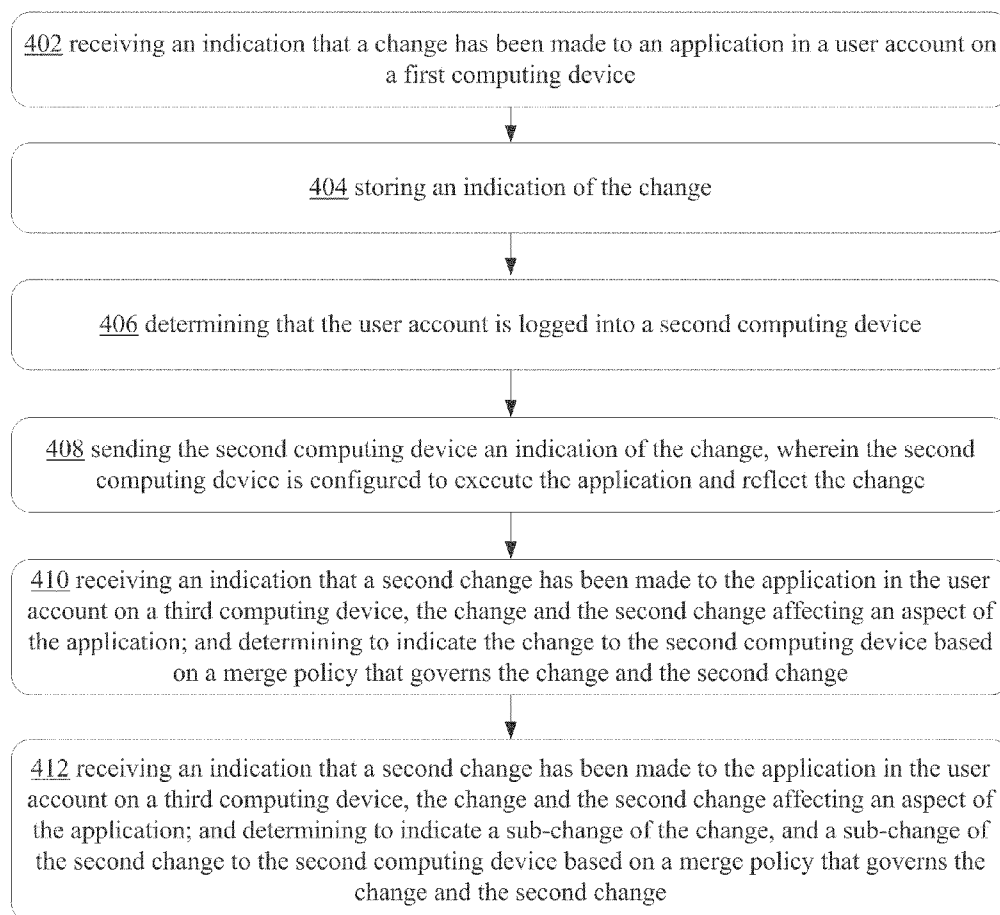 402 receiving an indication that a change has been made to an application in a user account on
a first computing device
404 storing an indication of the change
406 determining that the user account is logged into a second computing device
408 sending the second computing device an indication of the change, wherein the second
computing device is configured to execute the application and reflect the change
410 receiving an indication that a second change has been made to the application in the user
account on a third computing device, the change and the second change affecting an aspect of
the application; and determining to indicate the change to the second computing device based
on a merge policy that governs the change and the second change
412 receiving an indication that a second change has been made to the application in the user
account on a third computing device, the change and the second change affecting an aspect of
the application; and determining to indicate a sub-change of the change, and a sub-change of
the second change to the second computing device based on a merge policy that governs the
change and the second change